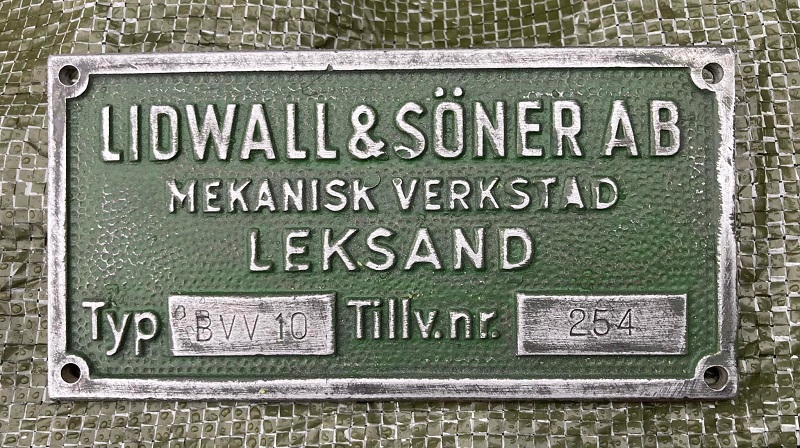 LIDWALL & SÖNER AB
MEKANISK VERKSTAD
LEKSAND
Typ BVV 10 Tillv.nr. 254